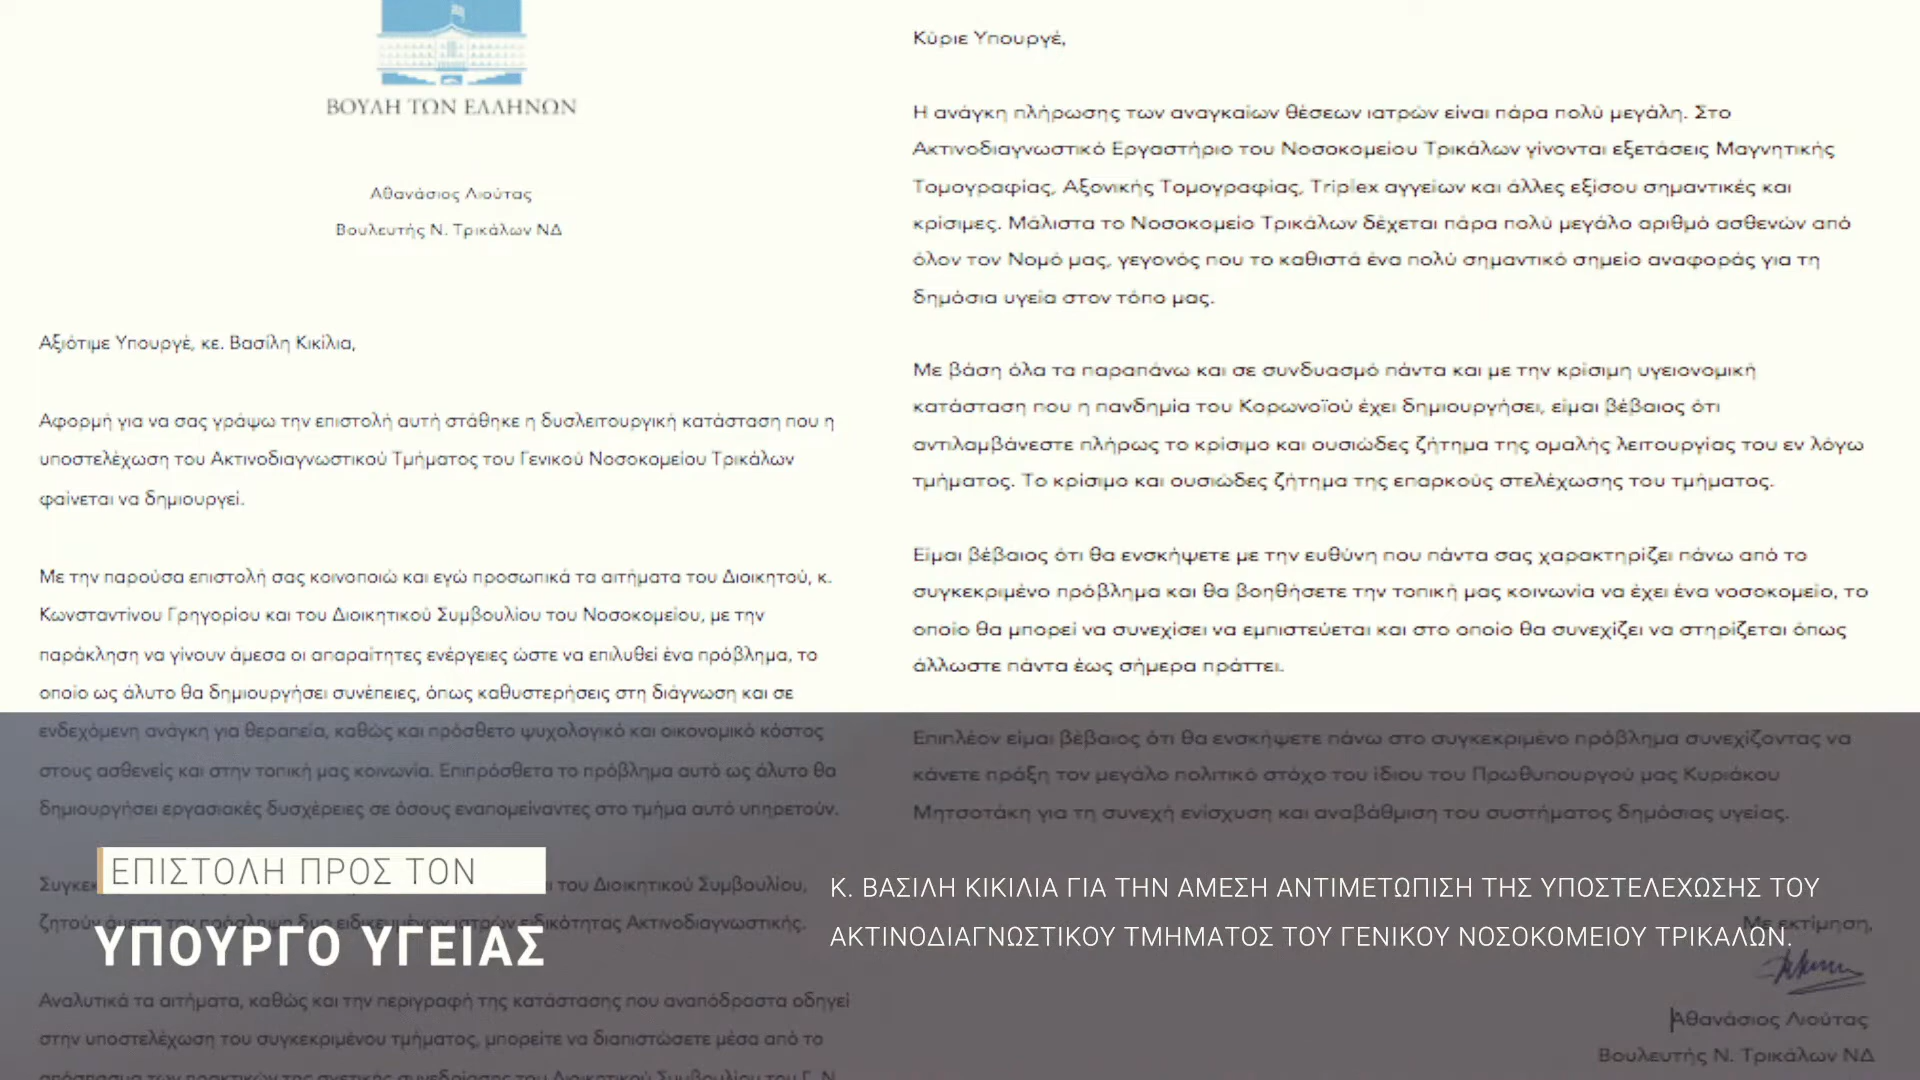 ΒΟΥΛΗ ΤΩΝ ΕΛΛΗΝΩΝ
Αθανάσιος Λιούτας
Βουλευτής Ν. Τρικάλων ΝΔ
Αξιότιμε Υπουργέ, κε. Βασίλη Κικίλια,
Αφορμή για να σας γράψω την επιστολή αυτή στάθηκε η δυσλειτουργική κατάσταση που η
υποστελέχωση του Ακτινοδιαγνωστικού Τμήματος του Γενικού Νοσοκομείου Τρικάλων
φαίνεται να δημιουργεί.
Με την παρούσα επιστολή σας κοινοποιώ και εγώ προσωπικά τα αιτήματα του Διοικητού, κ.
Κωνσταντίνου Γρηγορίου και του Διοικητικού Συμβουλίου του Νοσοκομείου, με την
παράκληση να γίνουν άμεσα οι απαραίτητες ενέργειες ώστε να επιλυθεί ένα πρόβλημα, το
οποίο ως άλυτο θα δημιουργήσει συνέπειες, όπως καθυστερήσεις στη διάγνωση και σε
ενδεχόμενη ανάγκη για θεραπεία, καθώς και πρόσθετο ψυχολογικό και οικονομικό κόστος
στους ασθενείς και στην τοπική μας κοινωνία. Επιπρόσθετα το πρόβλημα αυτό ως άλυτο θα
δημιουργήσει εργασιακές δυσχέρειες σε όσους εναπομείναντες στο τμήμα αυτό υπηρετούν.
του Διοικητικού Συμβουλίου,
ζητούν άμεσα την πρόσληψη δυο ειδικευμένων ιατρών ειδικότητας Ακτινοδιαγνωστικής.
Αναλυτικά τα αιτήματα, καθώς και την περιγραφή της κατάστασης που αναπόδραστα οδηγεί
στην υποστελέχωση του συγκεκριμένου τμήματος, μπορείτε να διαπιστώσετε μέσα από το
απόσπασμα των πρακτικών της σχετικής συνεδρίασης του Διοικητικού Συμβουλίου του Γ. Ν.
Κύριε Υπουργέ,
Η ανάγκη πλήρωσης των αναγκαίων θέσεων ιατρών είναι πάρα πολύ μεγάλη. Στο
Ακτινοδιαγνωστικό Εργαστήριο του Νοσοκομείου Τρικάλων γίνονται εξετάσεις Μαγνητικής
Τομογραφίας, Αξονικής Τομογραφίας, Triplex αγγείων και άλλες εξίσου σημαντικές και
κρίσιμες. Μάλιστα το Νοσοκομείο Τρικάλων δέχεται πάρα πολύ μεγάλο αριθμό ασθενών από
όλον τον Νομό μας, γεγονός που το καθιστά ένα πολύ σημαντικό σημείο αναφοράς για τη
δημόσια υγεία στον τόπο μας.
Με βάση όλα τα παραπάνω και σε συνδυασμό πάντα και με την κρίσιμη υγειονομική
κατάσταση που η πανδημία του Κορωνοϊού έχει δημιουργήσει, είμαι βέβαιος ότι
αντιλαμβάνεστε πλήρως το κρίσιμο και ουσιώδες ζήτημα της ομαλής λειτουργίας του εν λόγω
τμήματος. Το κρίσιμο και ουσιώδες ζήτημα της επαρκούς στελέχωσης του τμήματος.
Είμαι βέβαιος ότι θα ενσκήψετε με την ευθύνη που πάντα σας χαρακτηρίζει πάνω από το
συγκεκριμένο πρόβλημα και θα βοηθήσετε την τοπική μας κοινωνία να έχει ένα νοσοκομείο, το
οποίο θα μπορεί να συνεχίσει να εμπιστεύεται και στο οποίο θα συνεχίζει να στηρίζεται όπως
άλλωστε πάντα έως σήμερα πράττει.
Επιπλέον είμαι βέβαιος ότι θα ενσκήψετε πάνω στο συγκεκριμένο πρόβλημα συνεχίζοντας να
κάνετε πράξη τον μεγάλο πολιτικό στόχο του ίδιου του Πρωθυπουργού μας Κυριάκου
Μητσοτάκη για τη συνεχή ενίσχυση και αναβάθμιση του συστήματος δημόσιας υγείας.
Με εκτίμηση,
Αθανάσιος Λιούτας
Βουλευτής Ν. Τρικάλων ΝΔ
ΕΠΙΣΤΟΛΗ ΠΡΟΣ ΤΟΝ
ΥΠΟΥΡΓΟ ΥΓΕΙΑΣ
Κ. ΒΑΣΙΛΗ ΚΙΚΙΛΙΑ ΓΙΑ ΤΗΝ ΑΜΕΣΗ ΑΝΤΙΜΕΤΩΠΙΣΗ ΤΗΣ ΥΠΟΣΤΕΛΕΧΩΣΗΣ ΤΟΥ
ΑΚΤΙΝΟΔΙΑΓΝΩΣΤΙΚΟΥ ΤΜΗΜΑΤΟΣ ΤΟΥ ΓΕΝΙΚΟΥ ΝΟΣΟΚΟΜΕΙΟΥ ΤΡΙΚΑΛΩΝ.